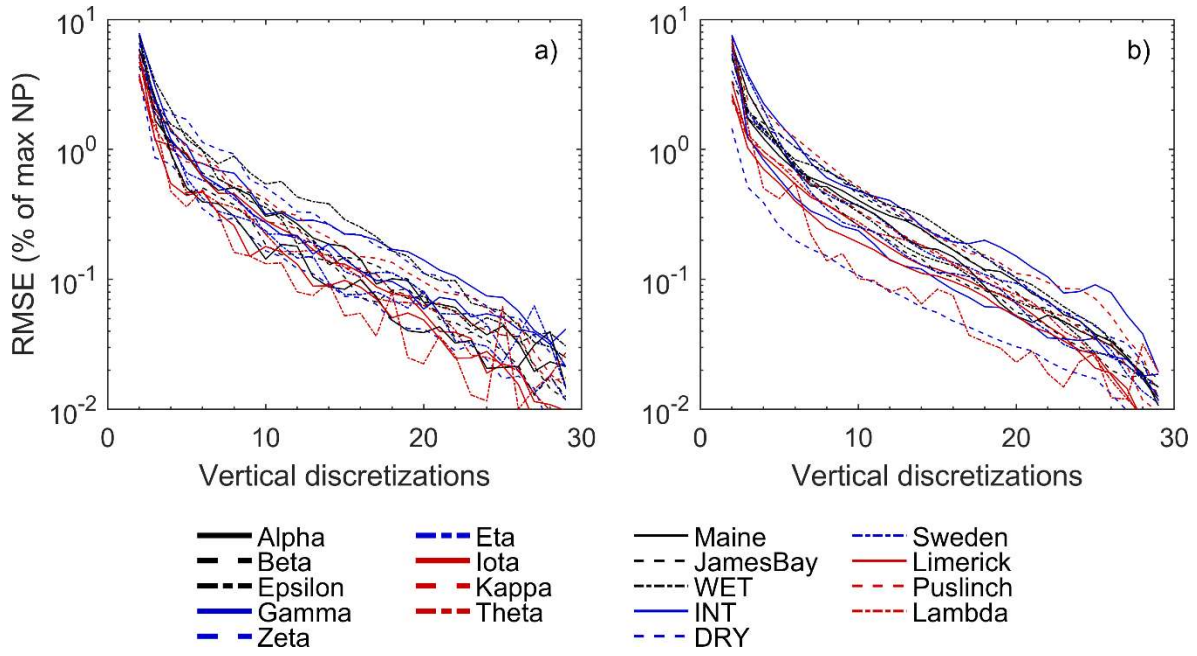 a)
b)
RMSE (% of max NP)
10^1
10^0
10^-1
10^-2
0 10 20 30
Vertical discretizations
10^1
10^0
10^-1
10^-2
0 10 20 30
Vertical discretizations
Alpha
Beta
Epsilon
Gamma
Zeta
Eta
Iota
Kappa
Theta
Maine
JamesBay
WET
INT
DRY
Sweden
Limerick
Puslinch
Lambda